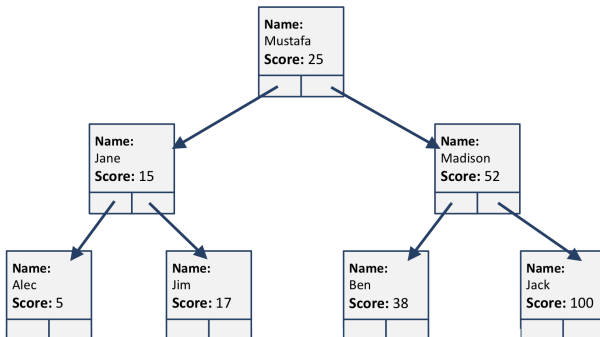 Name:
Mustafa
Score: 25
Name:
Jane
Score: 15
Name:
Madison
Score: 52
Name:
Alec
Score: 5
Name:
Jim
Score: 17
Name:
Ben
Score: 38
Name:
Jack
Score: 100